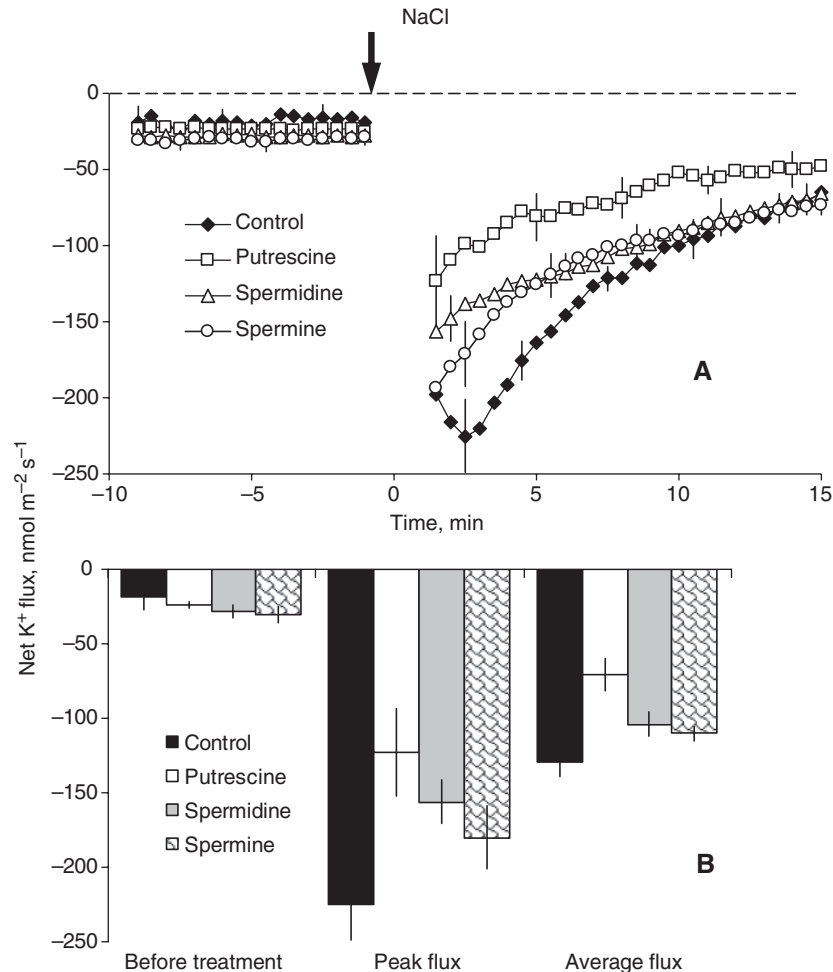 NaCl
0
−50
−100
−150
−200
−250
Control
Putrescine
Spermidine
Spermine
A
−10
−5
0
5
10
15
Time, min
Net K⁺ flux, nmol m⁻² s⁻¹
0
−50
−100
−150
−200
−250
Control
Putrescine
Spermidine
Spermine
B
Before treatment
Peak flux
Average flux